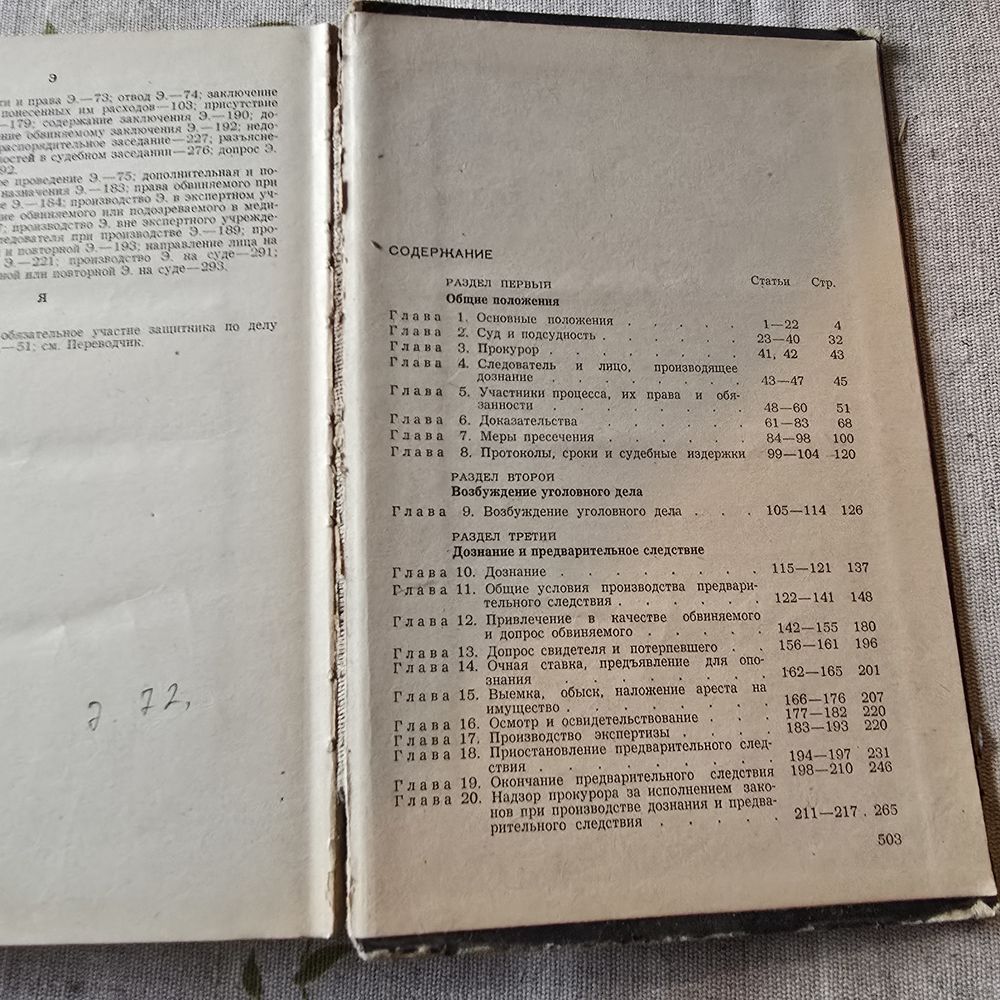 Э
ти и права Э.—73; отвод Э.—74; заключение
понесенных им расходов—103; присутствие
—179; содержание заключения Э.—190; до-
ние обвиняемому заключения Э.—192; недо-
распорядительное заседание—227; разъясне-
ностей в судебном заседании—276; допрос Э.
92.
ое проведение Э.—75; дополнительная и по-
назначения Э.—183; права обвиняемого при
е Э.—184; производство Э. в экспертном уч-
ие обвиняемого или подозреваемого в меди-
7; производство Э. вне экспертного учрежде-
ледователя при производстве Э.—189; про-
и повторной Э.—193; направление лица на
Э.—221; производство Э. на суде—291;
ной или повторной Э. на суде—293.
Я
обязательное участие защитника по делу
—51; см. Переводчик.
72,
СОДЕРЖАНИЕ
РАЗДЕЛ ПЕРВЫЙ Статьи Стр.
Общие положения
Глава 1. Основные положения . . . . . 1—22 4
Глава 2. Суд и подсудность . . . . . . 23—40 32
Глава 3. Прокурор . . . . . . . . 41, 42 43
Глава 4. Следователь и лицо, производящее
дознание . . . . . . . . 43—47 45
Глава 5. Участники процесса, их права и обя-
занности . . . . . . . . 48—60 51
Глава 6. Доказательства . . . . . . 61—83 68
Глава 7. Меры пресечения . . . . . 84—98 100
Глава 8. Протоколы, сроки и судебные издержки 99—104 120
РАЗДЕЛ ВТОРОЙ
Возбуждение уголовного дела
Глава 9. Возбуждение уголовного дела . . . 105—114 126
РАЗДЕЛ ТРЕТИЙ
Дознание и предварительное следствие
Глава 10. Дознание . . . . . . . . 115—121 137
Глава 11. Общие условия производства предвари-
тельного следствия . . . . . . 122—141 148
Глава 12. Привлечение в качестве обвиняемого
и допрос обвиняемого . . . . . 142—155 180
Глава 13. Допрос свидетеля и потерпевшего . . 156—161 196
Глава 14. Очная ставка, предъявление для опо-
знания . . . . . . . . 162—165 201
Глава 15. Выемка, обыск, наложение ареста на
имущество . . . . . . . . 166—176 207
Глава 16. Осмотр и освидетельствование . . . 177—182 220
Глава 17. Производство экспертизы . . . . 183—193 220
Глава 18. Приостановление предварительного след-
ствия . . . . . . . . . 194—197 231
Глава 19. Окончание предварительного следствия 198—210 246
Глава 20. Надзор прокурора за исполнением зако-
нов при производстве дознания и предва-
рительного следствия . . . . . 211—217 . 265
503